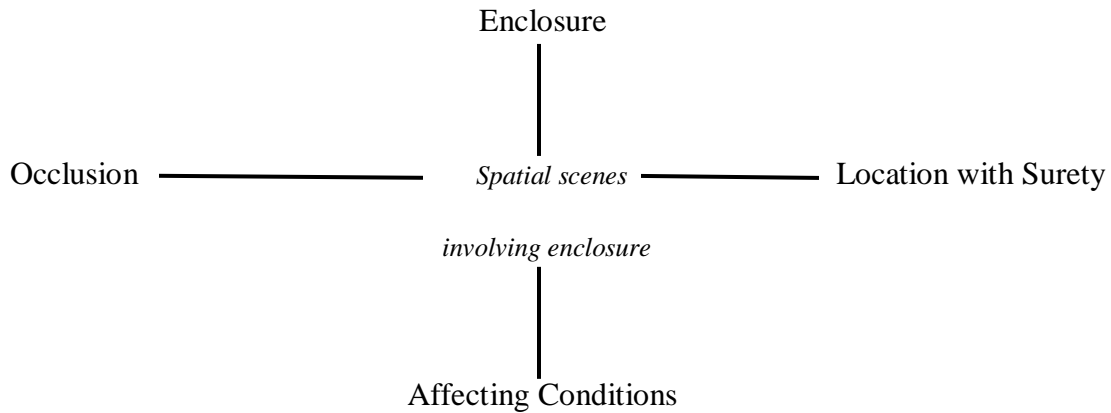 Enclosure
Occlusion
Spatial scenes
Location with Surety
involving enclosure
Affecting Conditions